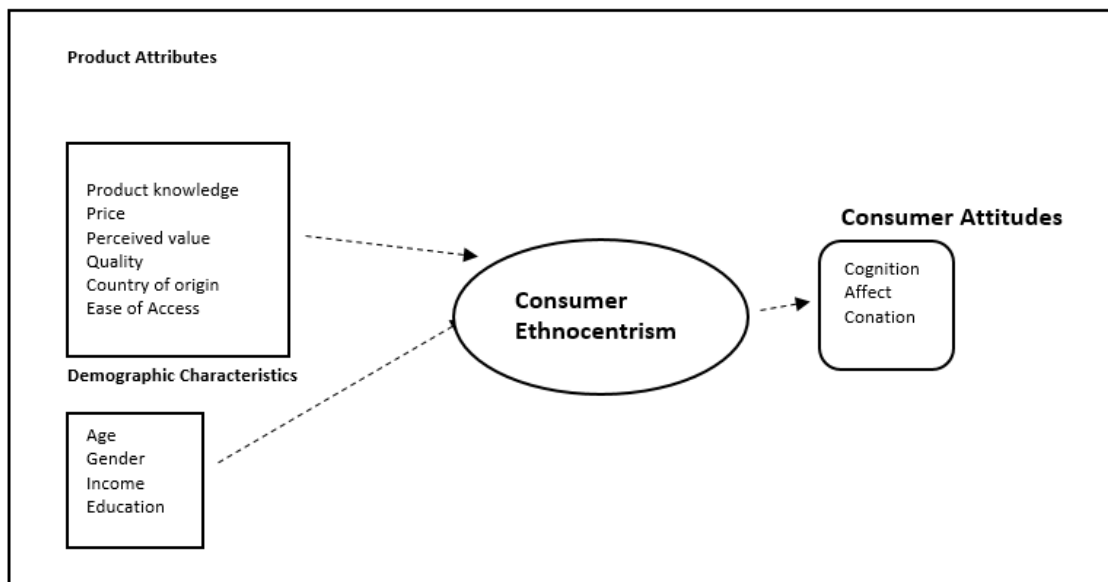 Product Attributes
Product knowledge
Price
Perceived value
Quality
Country of origin
Ease of Access
Demographic Characteristics
Age
Gender
Income
Education
Consumer
Ethnocentrism
Consumer Attitudes
Cognition
Affect
Conation